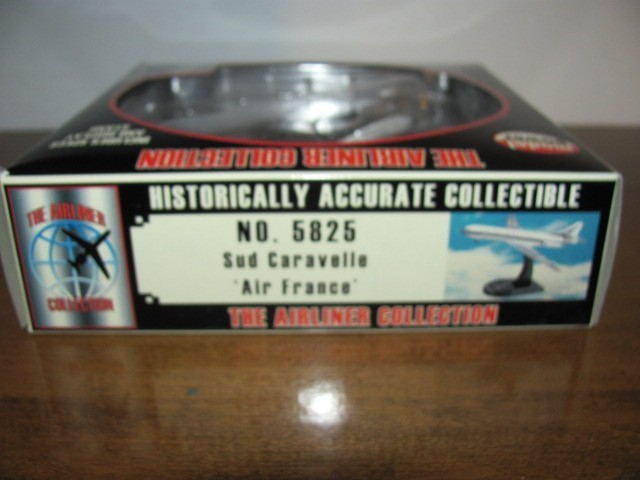 THE AIRLINER COLLECTION
HISTORICALLY ACCURATE COLLECTIBLE
THE AIRLINER
COLLECTION
NO. 5825
Sud Caravelle
'Air France'
THE AIRLINER COLLECTION